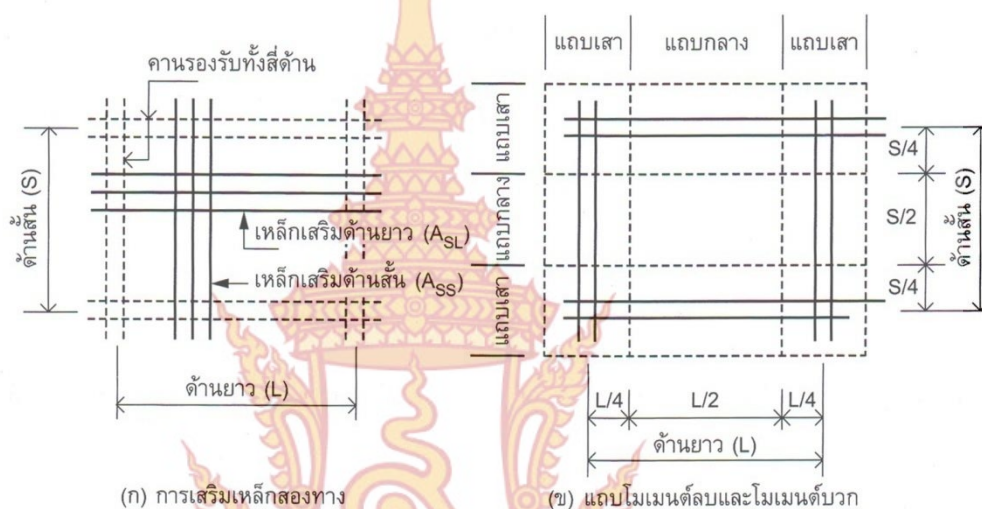 คานรองรับทั้งสี่ด้าน
ด้านสั้น (S)
เหล็กเสริมด้านยาว (A_SL)
เหล็กเสริมด้านสั้น (A_SS)
ด้านยาว (L)
(ก) การเสริมเหล็กสองทาง
แถบเสา
แถบกลาง
แถบเสา
แถบเสา
แถบกลาง
แถบเสา
S/4
S/2
S/4
ด้านสั้น (S)
L/4
L/2
L/4
ด้านยาว (L)
(ข) แถบโมเมนต์ลบและโมเมนต์บวก